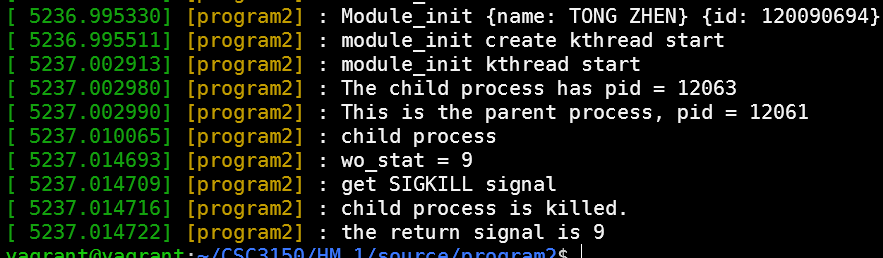 [ 5236.995330] [program2] : Module_init {name: TONG ZHEN} {id: 120090694}
[ 5236.995511] [program2] : module_init create kthread start
[ 5237.002913] [program2] : module_init kthread start
[ 5237.002980] [program2] : The child process has pid = 12063
[ 5237.002990] [program2] : This is the parent process, pid = 12061
[ 5237.010065] [program2] : child process
[ 5237.014693] [program2] : wo_stat = 9
[ 5237.014709] [program2] : get SIGKILL signal
[ 5237.014716] [program2] : child process is killed.
[ 5237.014722] [program2] : the return signal is 9
vagrant@vagrant:~/CSC3150/HM_1/source/program2$